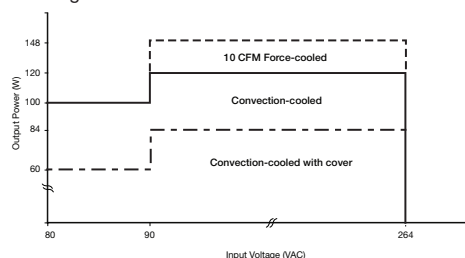 148
10 CFM Force-cooled
120
Convection-cooled
100
84
Convection-cooled with cover
60
Output Power (W)
80
90
264
Input Voltage (VAC)